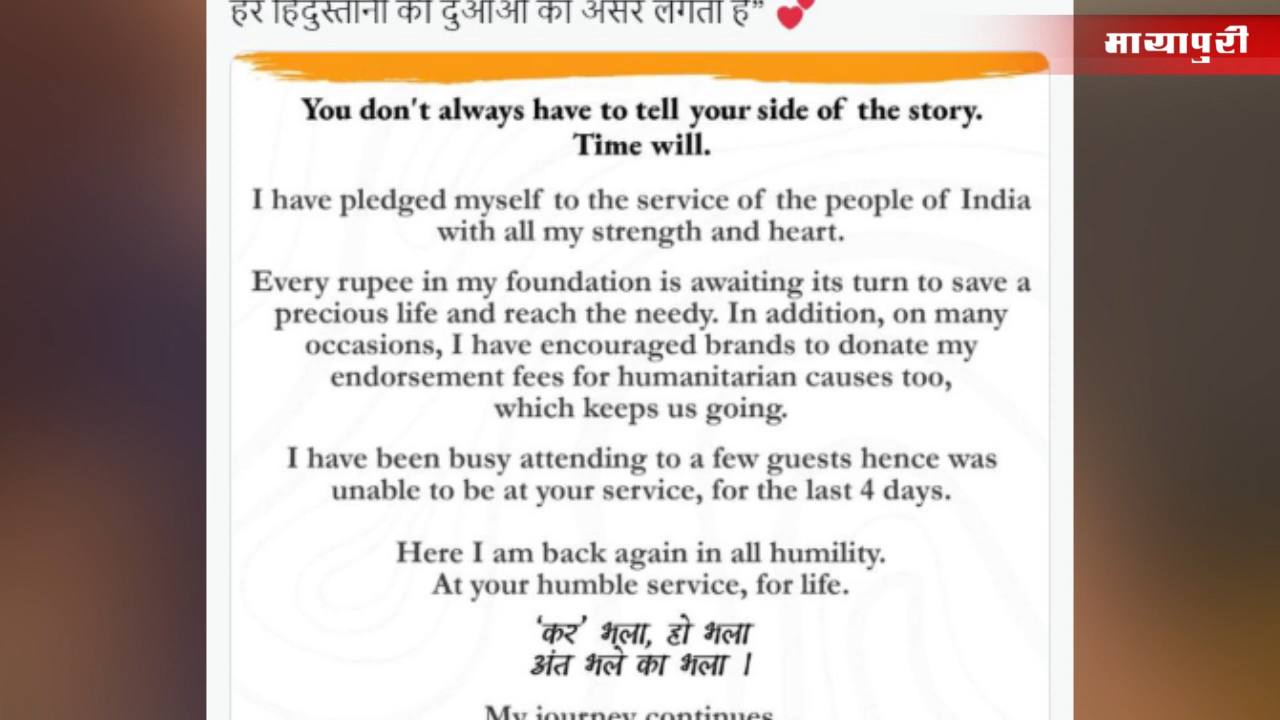 हर हिंदुस्तानी की दुआओं का असर लगता है”
मायापुरी
You don't always have to tell your side of the story.
Time will.
I have pledged myself to the service of the people of India
with all my strength and heart.
Every rupee in my foundation is awaiting its turn to save a
precious life and reach the needy. In addition, on many
occasions, I have encouraged brands to donate my
endorsement fees for humanitarian causes too,
which keeps us going.
I have been busy attending to a few guests hence was
unable to be at your service, for the last 4 days.
Here I am back again in all humility.
At your humble service, for life.
‘कर’ भला, हो भला
अंत भले का भला ।
My journey continues